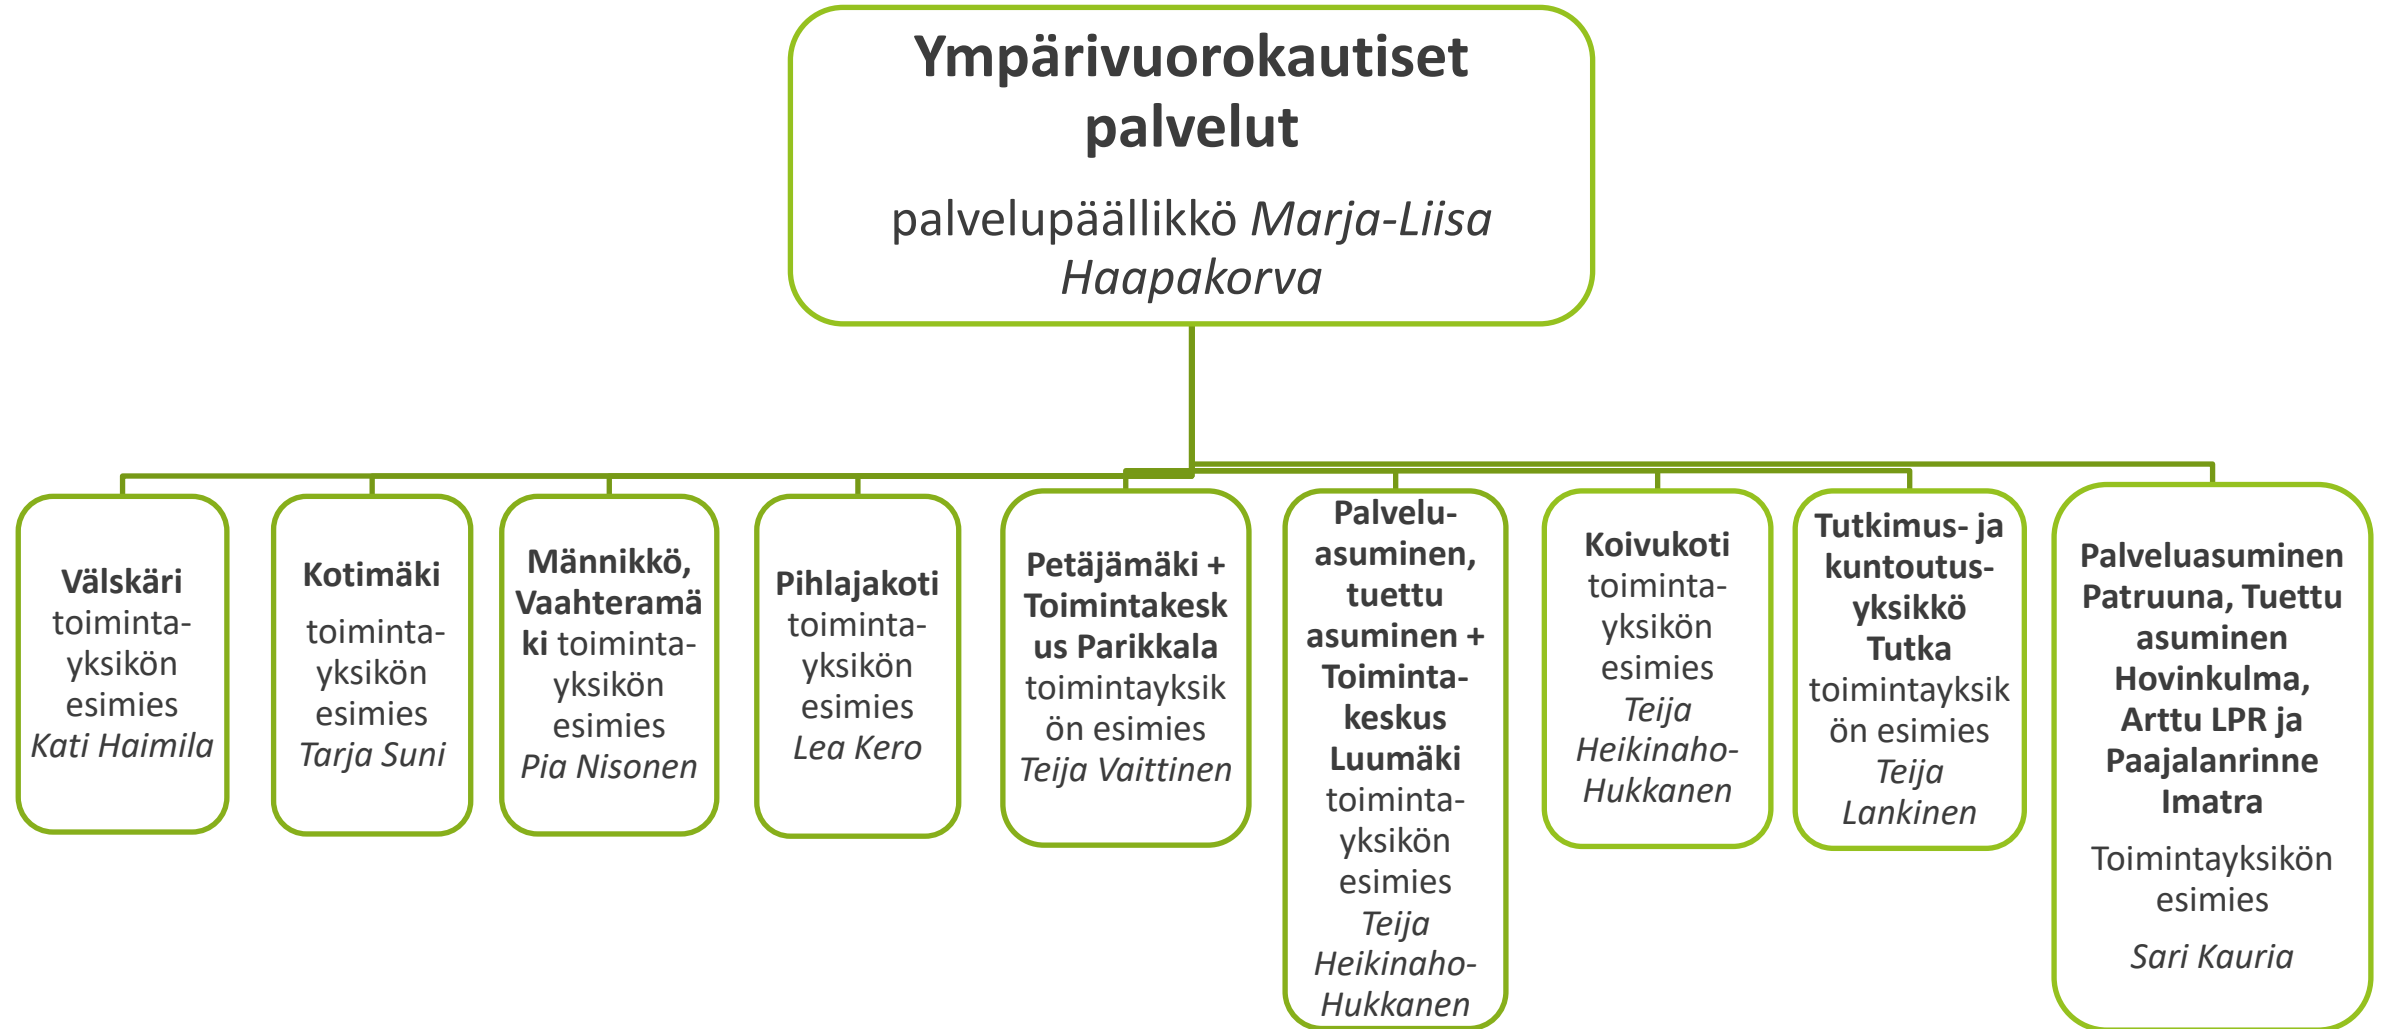 Ympärivuorokautiset
palvelut
palvelupäällikkö Marja-Liisa
Haapakorva
Välskäri
toiminta-
yksikön
esimies
Kati Haimila
Kotimäki
toiminta-
yksikön
esimies
Tarja Suni
Männikkö,
Vaahteramä
ki toiminta-
yksikön
esimies
Pia Nisonen
Pihlajakoti
toiminta-
yksikön
esimies
Lea Kero
Petäjämäki +
Toimintakesk
us Parikkala
toimintayksik
ön esimies
Teija Vaittinen
Palvelu-
asuminen,
tuettu
asuminen +
Toiminta-
keskus
Luumäki
toiminta-
yksikön
esimies
Teija
Heikinaho-
Hukkanen
Koivukoti
toiminta-
yksikön
esimies
Teija
Heikinaho-
Hukkanen
Tutkimus- ja
kuntoutus-
yksikkö
Tutka
toimintayksik
ön esimies
Teija
Lankinen
Palveluasuminen
Patruuna, Tuettu
asuminen
Hovinkulma,
Arttu LPR ja
Paajalanrinne
Imatra
Toimintayksikön
esimies
Sari Kauria